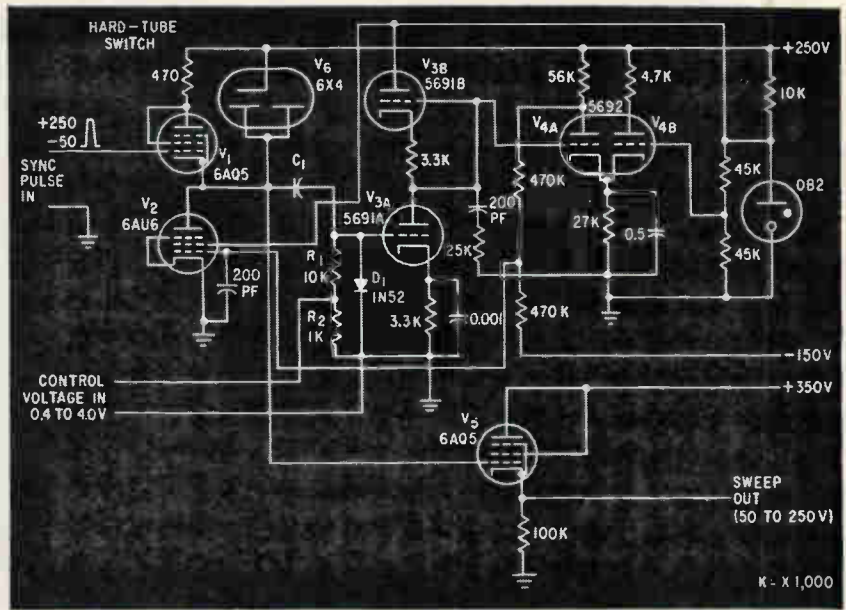 HARD-TUBE
SWITCH
470
V6
6X4
V3B
5691B
56K
4.7K
+250V
10K
5692
V4A
V4B
+250
-50
SYNC
PULSE
IN
V1
6AQ5
C1
3.3K
V3A
5691A
470K
45K
0B2
V2
6AU6
200
PF
25K
27K
0.5
45K
200
PF
R1
10K
D1
1N52
R2
1K
3.3K
0.001
470K
-150V
CONTROL
VOLTAGE IN
0.4 TO 4.0V
+350V
V5
6AQ5
SWEEP
OUT
(50 TO 250V)
100K
K = X 1,000